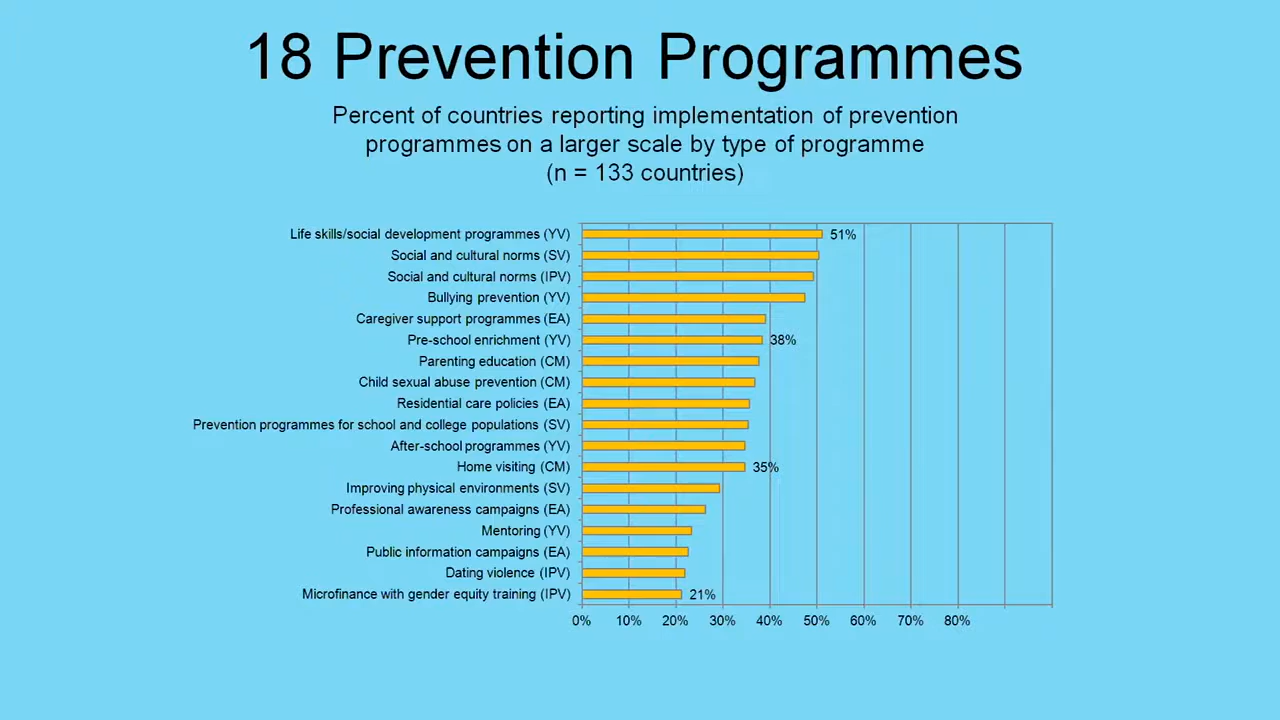 18 Prevention Programmes
Percent of countries reporting implementation of prevention
programmes on a larger scale by type of programme
(n = 133 countries)
Life skills/social development programmes (YV) 51%
Social and cultural norms (SV)
Social and cultural norms (IPV)
Bullying prevention (YV)
Caregiver support programmes (EA)
Pre-school enrichment (YV) 38%
Parenting education (CM)
Child sexual abuse prevention (CM)
Residential care policies (EA)
Prevention programmes for school and college populations (SV)
After-school programmes (YV)
Home visiting (CM) 35%
Improving physical environments (SV)
Professional awareness campaigns (EA)
Mentoring (YV)
Public information campaigns (EA)
Dating violence (IPV)
Microfinance with gender equity training (IPV) 21%
0% 10% 20% 30% 40% 50% 60% 70% 80%